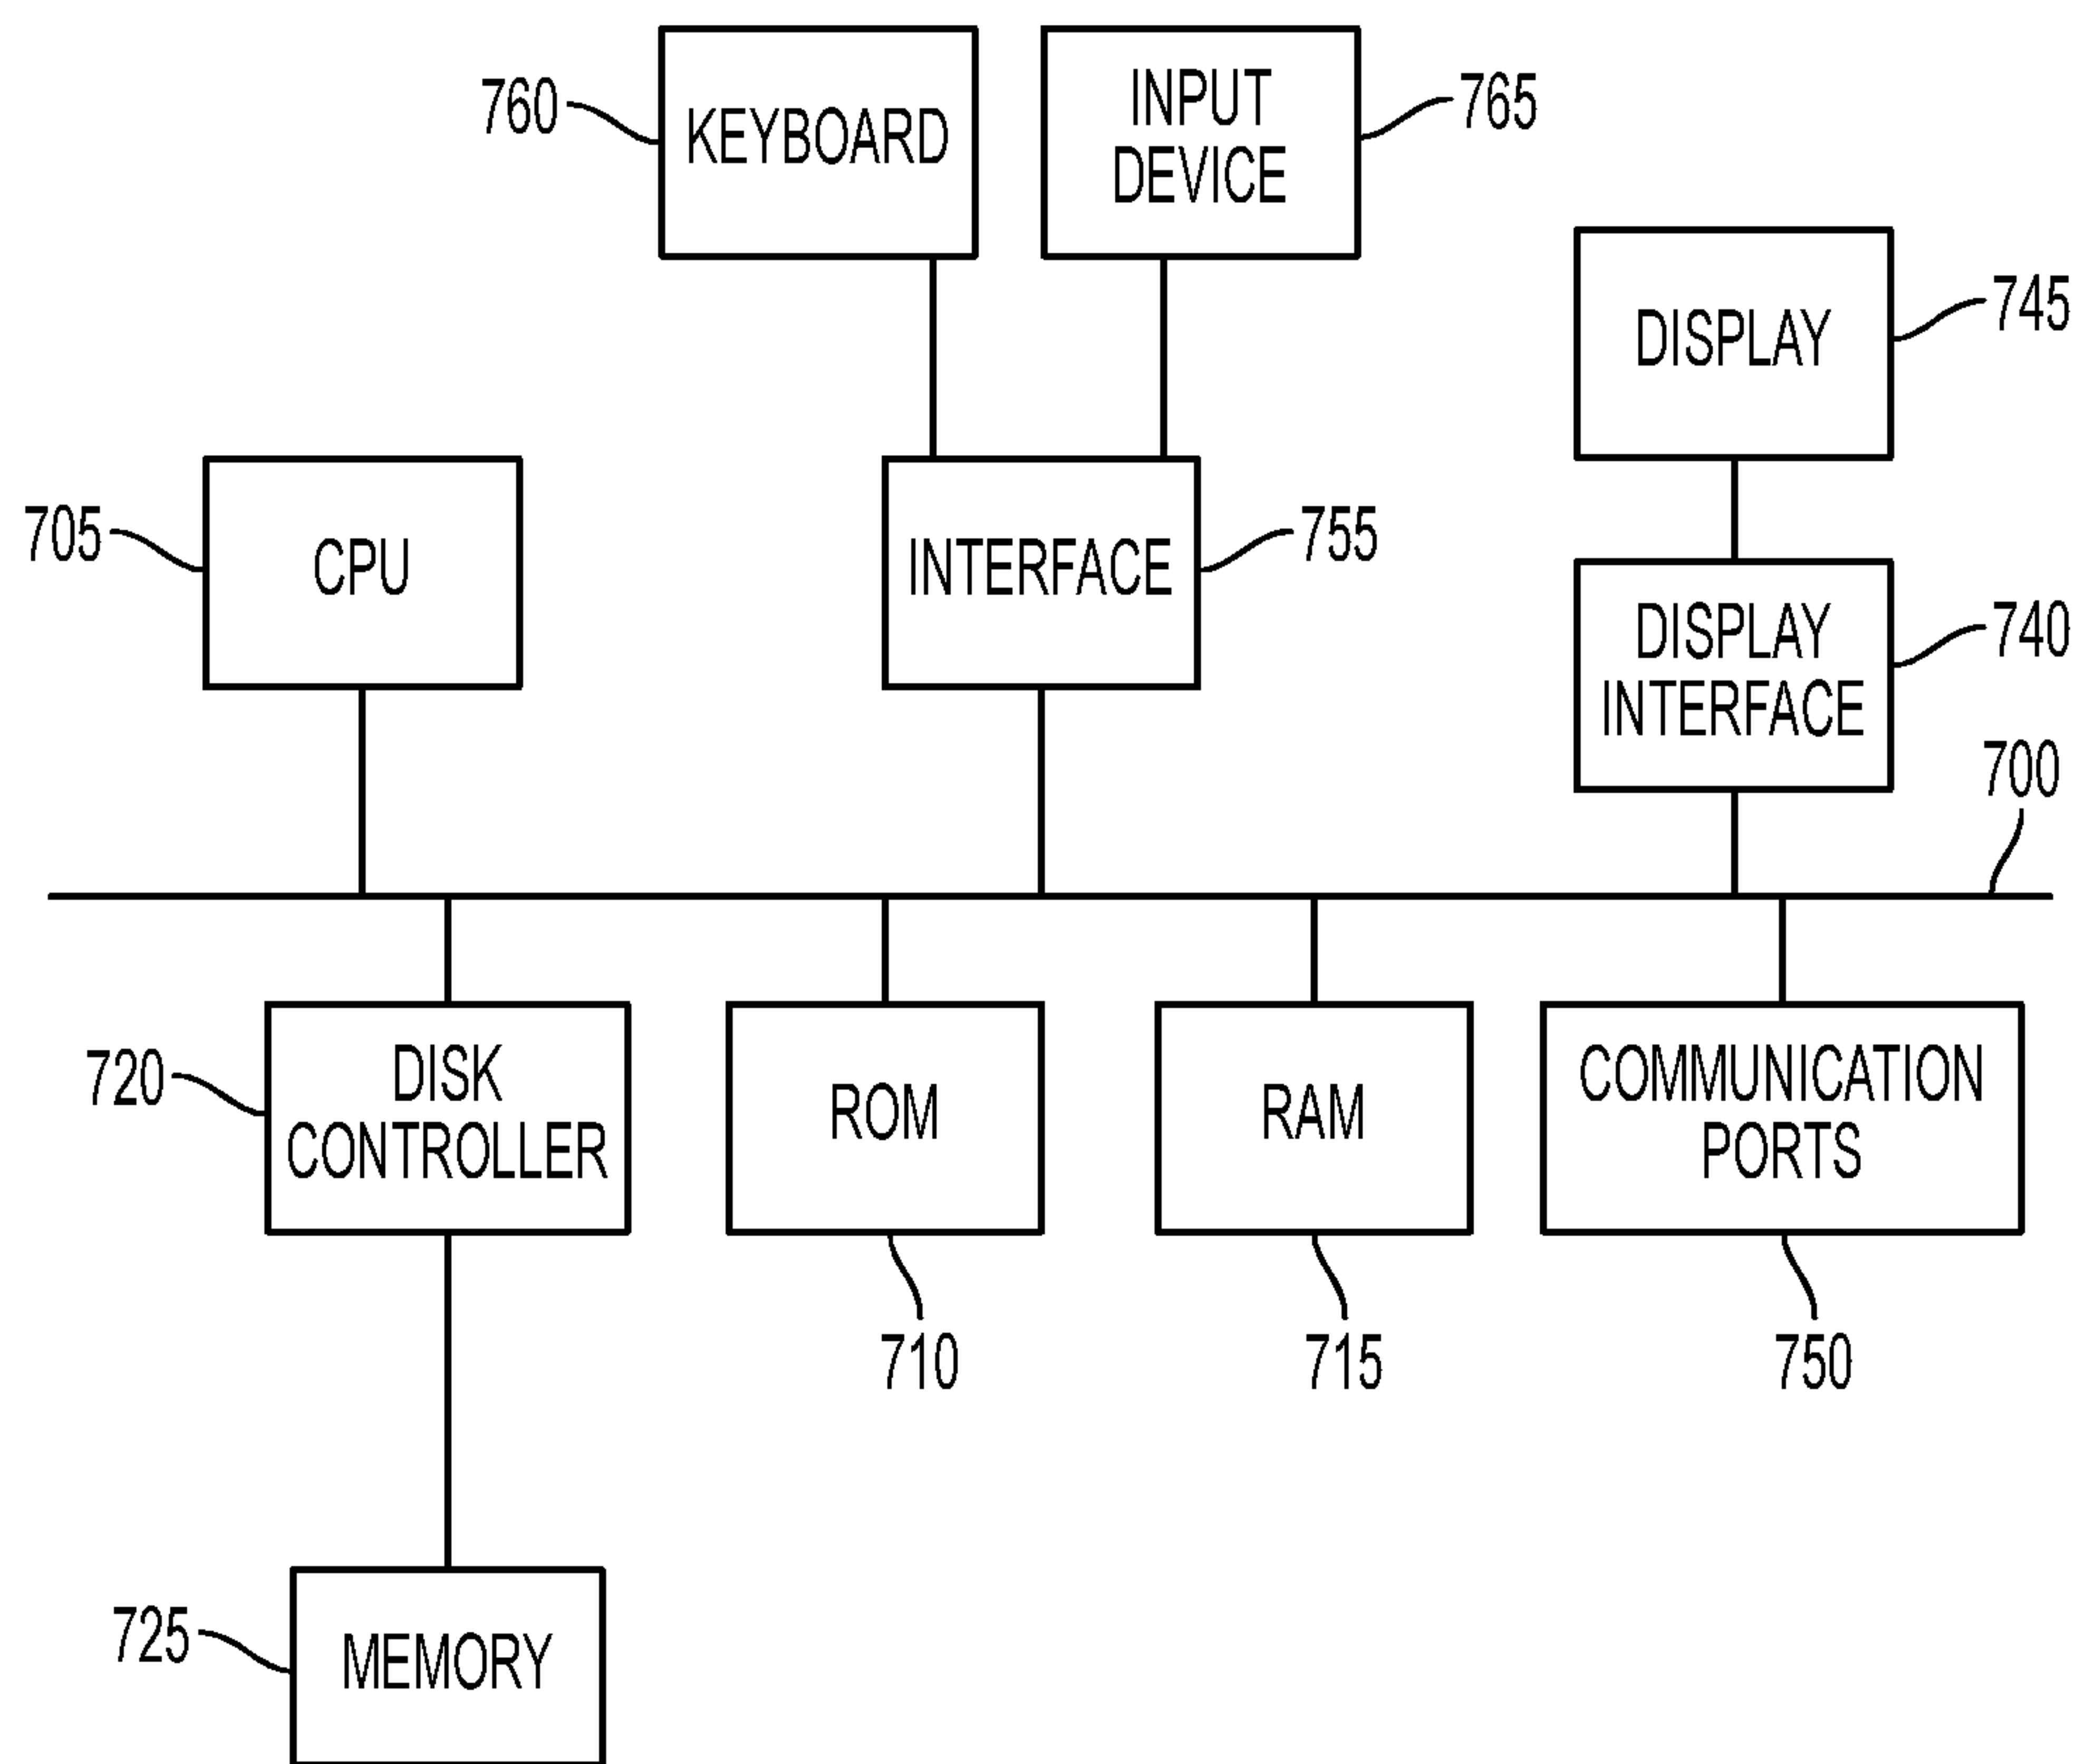 760
KEYBOARD
INPUT
DEVICE
765
DISPLAY
745
705
CPU
INTERFACE
755
DISPLAY
INTERFACE
740
700
720
DISK
CONTROLLER
ROM
RAM
COMMUNICATION
PORTS
710
715
750
725
MEMORY